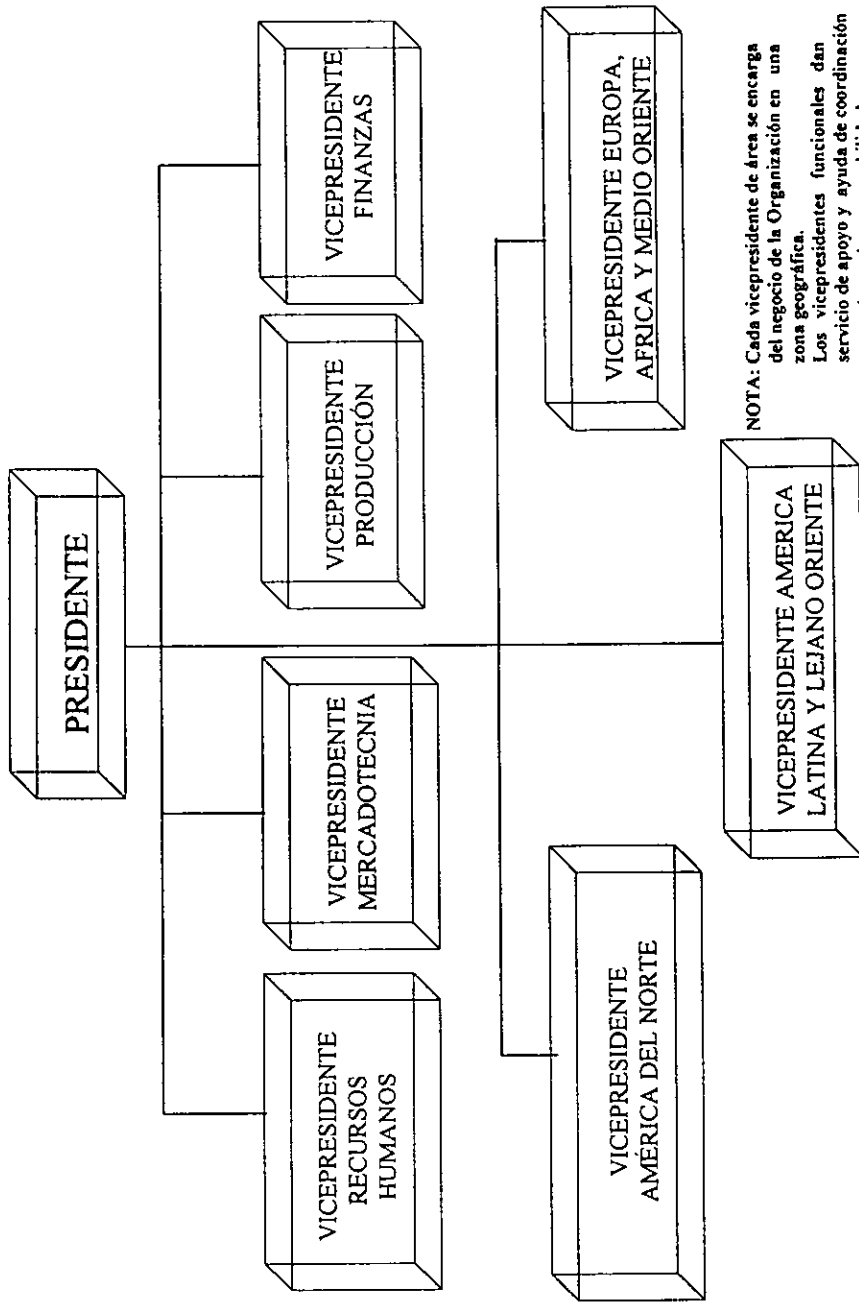 PRESIDENTE
VICEPRESIDENTE
RECURSOS
HUMANOS
VICEPRESIDENTE
MERCADOTECNIA
VICEPRESIDENTE
PRODUCCIÓN
VICEPRESIDENTE
FINANZAS
VICEPRESIDENTE
AMÉRICA DEL NORTE
VICEPRESIDENTE AMERICA
LATINA Y LEJANO ORIENTE
VICEPRESIDENTE EUROPA,
AFRICA Y MEDIO ORIENTE
NOTA: Cada vicepresidente de área se encarga
del negocio de la Organización en una
zona geográfica.
Los vicepresidentes funcionales dan
servicio de apoyo y ayuda de coordinación